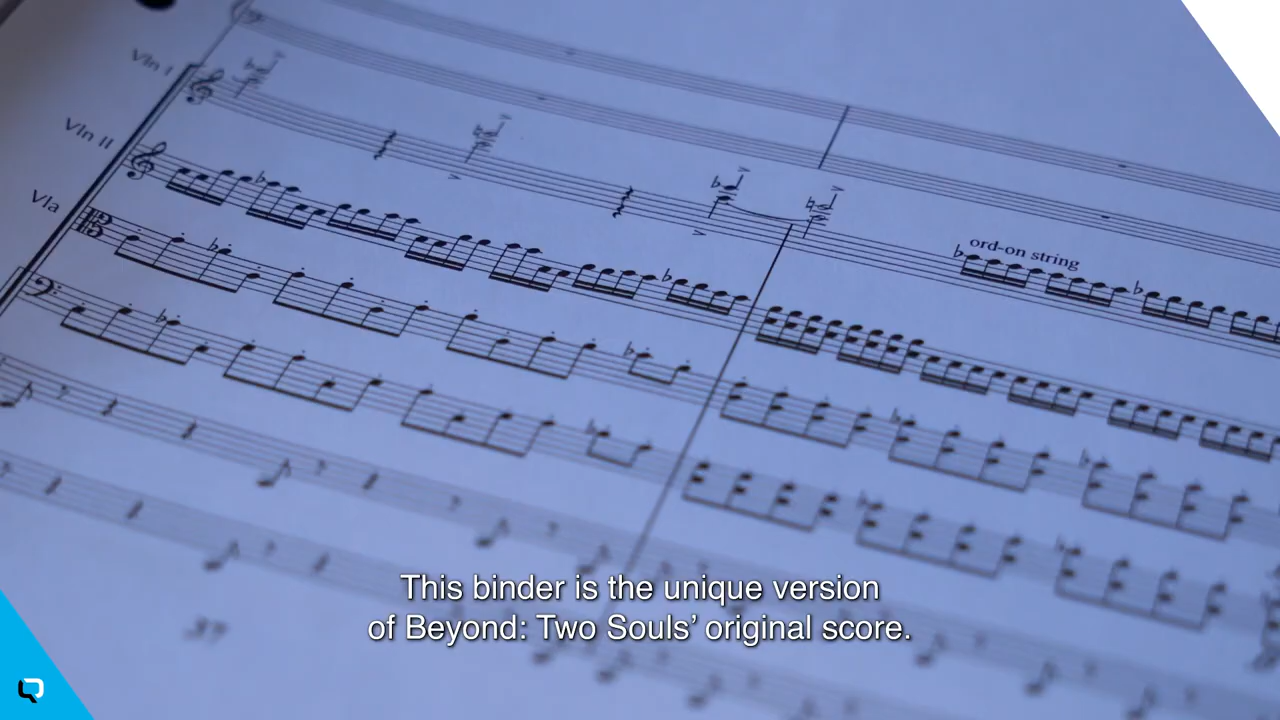 Vln I
Vln II
Vla
ord-on string
37
This binder is the unique version
of Beyond: Two Souls’ original score.